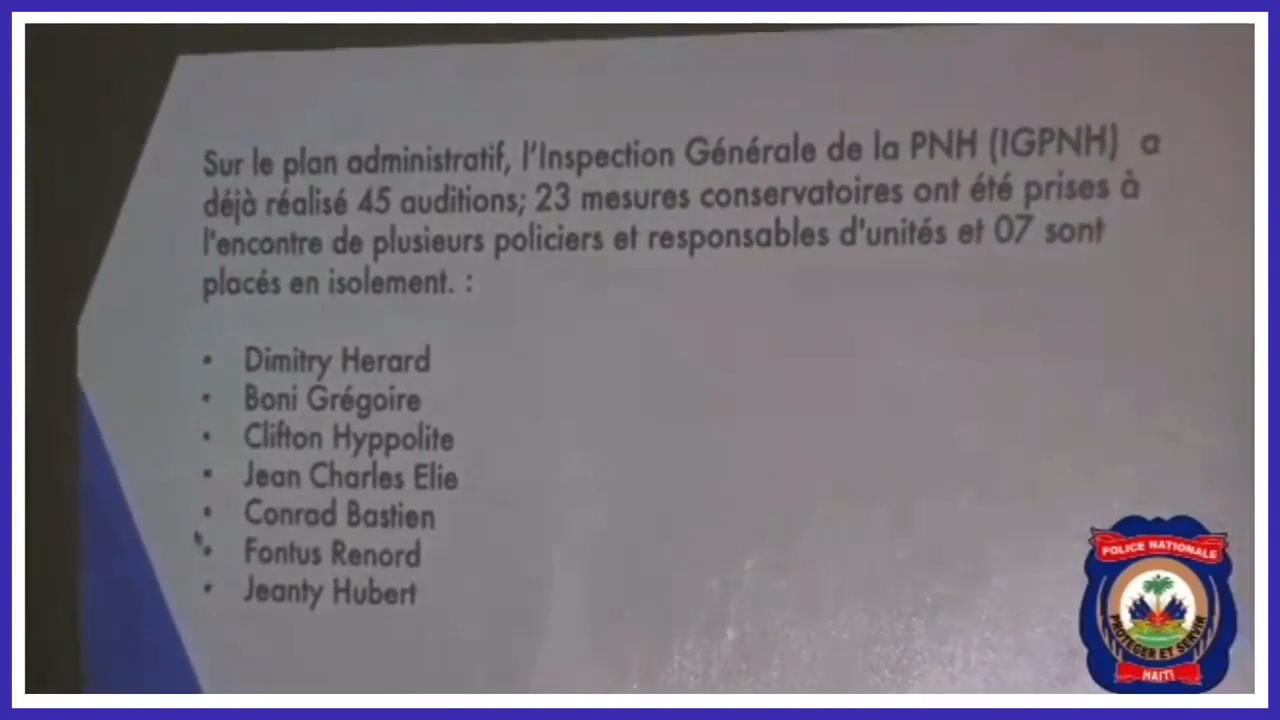 Sur le plan administratif, l'Inspection Générale de la PNH (IGPNH) a
déjà réalisé 45 auditions; 23 mesures conservatoires ont été prises à
l'encontre de plusieurs policiers et responsables d'unités et 07 sont
placés en isolement. :
• Dimitry Herard
• Boni Grégoire
• Clifton Hyppolite
• Jean Charles Elie
• Conrad Bastien
• Fontus Renord
• Jeanty Hubert
POLICE NATIONALE
PROTEGER ET SERVIR
HAITI